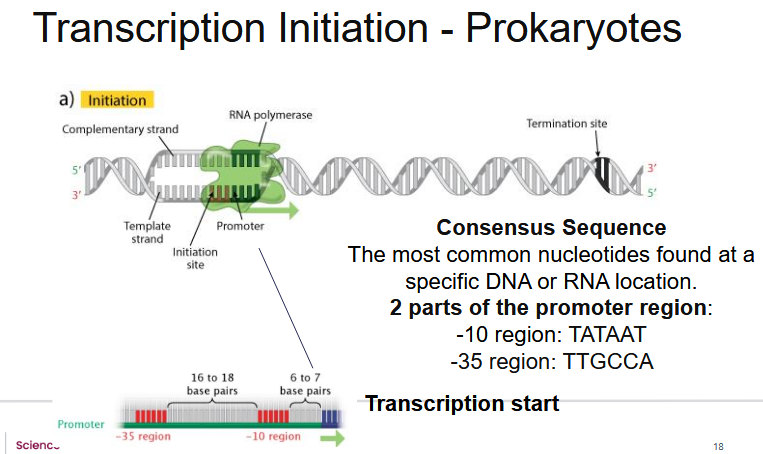 Transcription Initiation - Prokaryotes
a) Initiation
RNA polymerase
Complementary strand
Termination site
5'
3'
3'
5'
Template
strand
Initiation
site
Promoter
Consensus Sequence
The most common nucleotides found at a
specific DNA or RNA location.
2 parts of the promoter region:
-10 region: TATAAT
-35 region: TTGCCA
16 to 18
base pairs
6 to 7
base pairs
Transcription start
Promoter
-35 region
-10 region
18